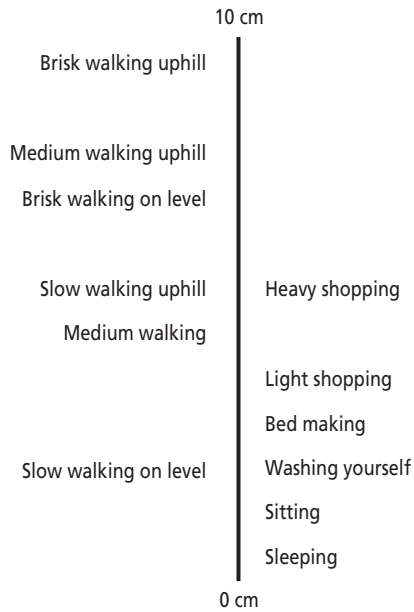 10 cm
Brisk walking uphill
Medium walking uphill
Brisk walking on level
Slow walking uphill
Heavy shopping
Medium walking
Light shopping
Bed making
Slow walking on level
Washing yourself
Sitting
Sleeping
0 cm